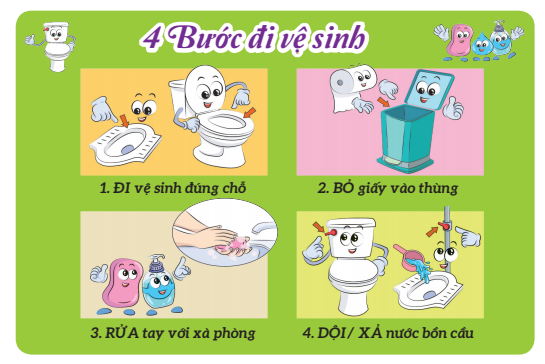 4 Bước đi vệ sinh
1. ĐI vệ sinh đúng chỗ
2. BỎ giấy vào thùng
3. RỬA tay với xà phòng
4. DỘI / XẢ nước bồn cầu